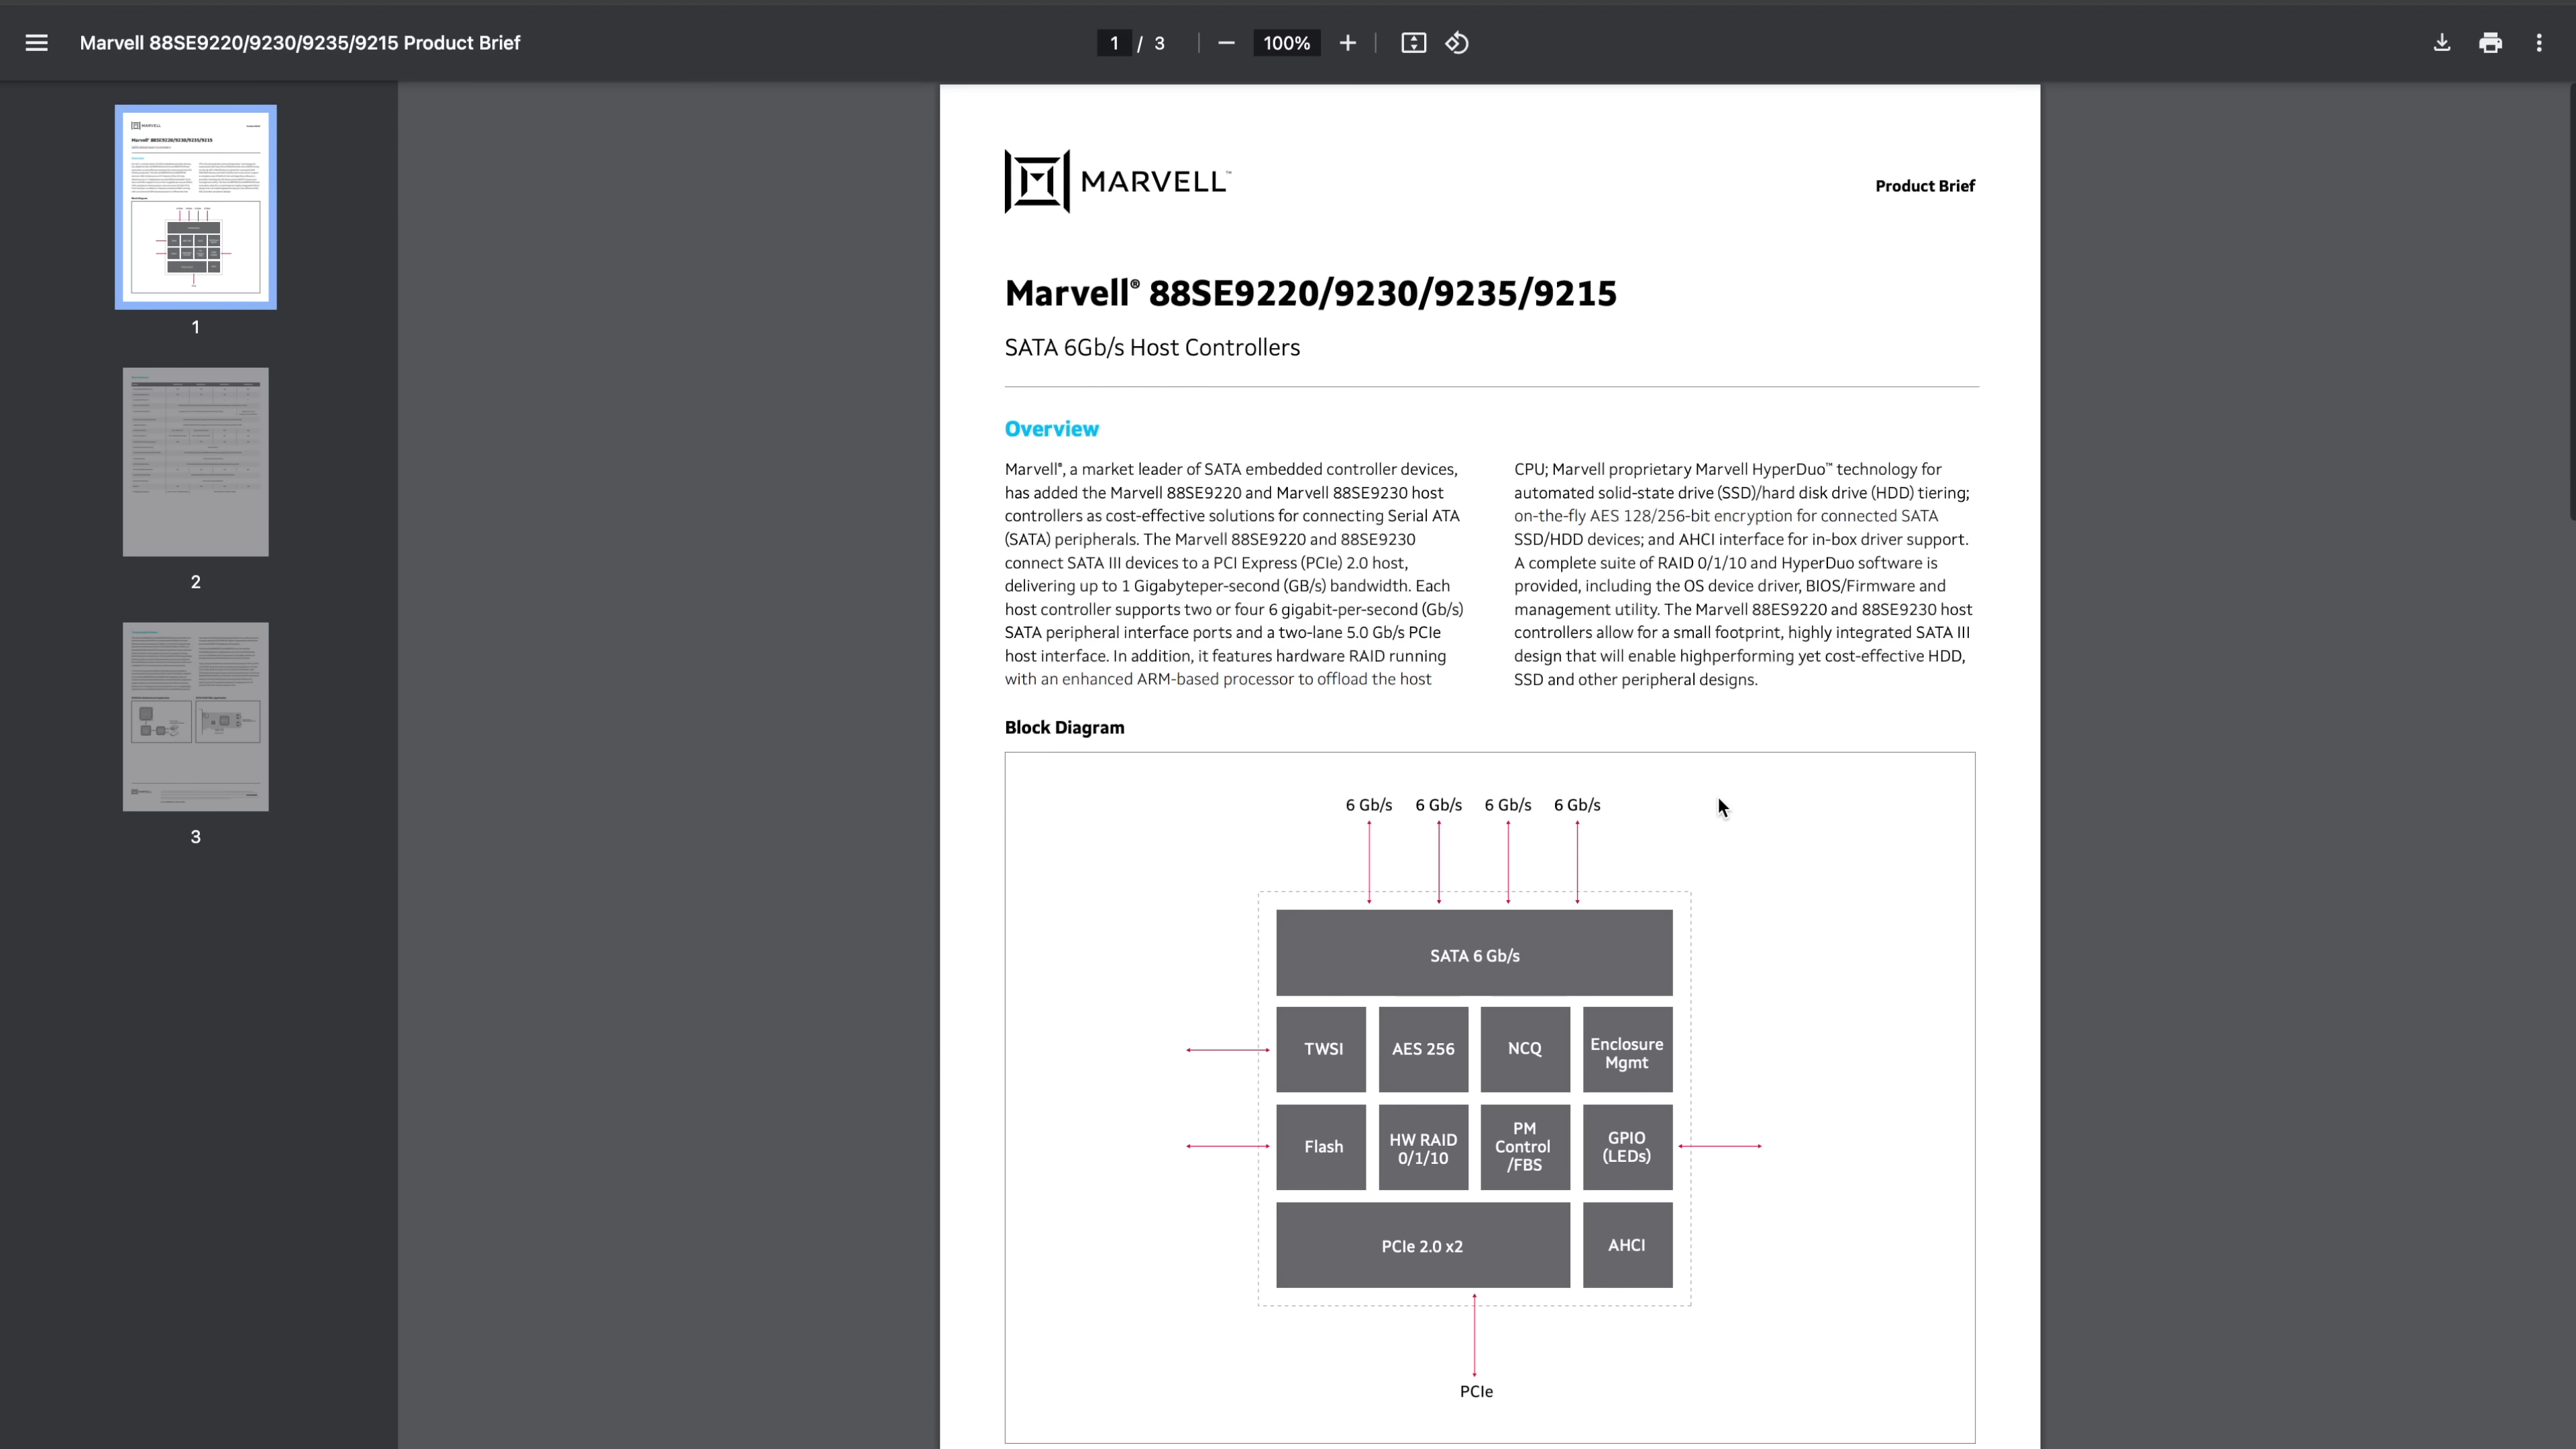 Marvell 88SE9220/9230/9235/9215 Product Brief
1 / 3
100%
1
2
3
MARVELL™
Product Brief
Marvell® 88SE9220/9230/9235/9215
SATA 6Gb/s Host Controllers
Overview
Marvell®, a market leader of SATA embedded controller devices,
has added the Marvell 88SE9220 and Marvell 88SE9230 host
controllers as cost-effective solutions for connecting Serial ATA
(SATA) peripherals. The Marvell 88SE9220 and 88SE9230
connect SATA III devices to a PCI Express (PCIe) 2.0 host,
delivering up to 1 Gigabyteper-second (GB/s) bandwidth. Each
host controller supports two or four 6 gigabit-per-second (Gb/s)
SATA peripheral interface ports and a two-lane 5.0 Gb/s PCIe
host interface. In addition, it features hardware RAID running
with an enhanced ARM-based processor to offload the host
CPU; Marvell proprietary Marvell HyperDuo™ technology for
automated solid-state drive (SSD)/hard disk drive (HDD) tiering;
on-the-fly AES 128/256-bit encryption for connected SATA
SSD/HDD devices; and AHCI interface for in-box driver support.
A complete suite of RAID 0/1/10 and HyperDuo software is
provided, including the OS device driver, BIOS/Firmware and
management utility. The Marvell 88ES9220 and 88SE9230 host
controllers allow for a small footprint, highly integrated SATA III
design that will enable highperforming yet cost-effective HDD,
SSD and other peripheral designs.
Block Diagram
6 Gb/s 6 Gb/s 6 Gb/s 6 Gb/s
SATA 6 Gb/s
TWSI
AES 256
NCQ
Enclosure
Mgmt
Flash
HW RAID
0/1/10
PM
Control
/FBS
GPIO
(LEDs)
PCIe 2.0 x2
AHCI
PCIe